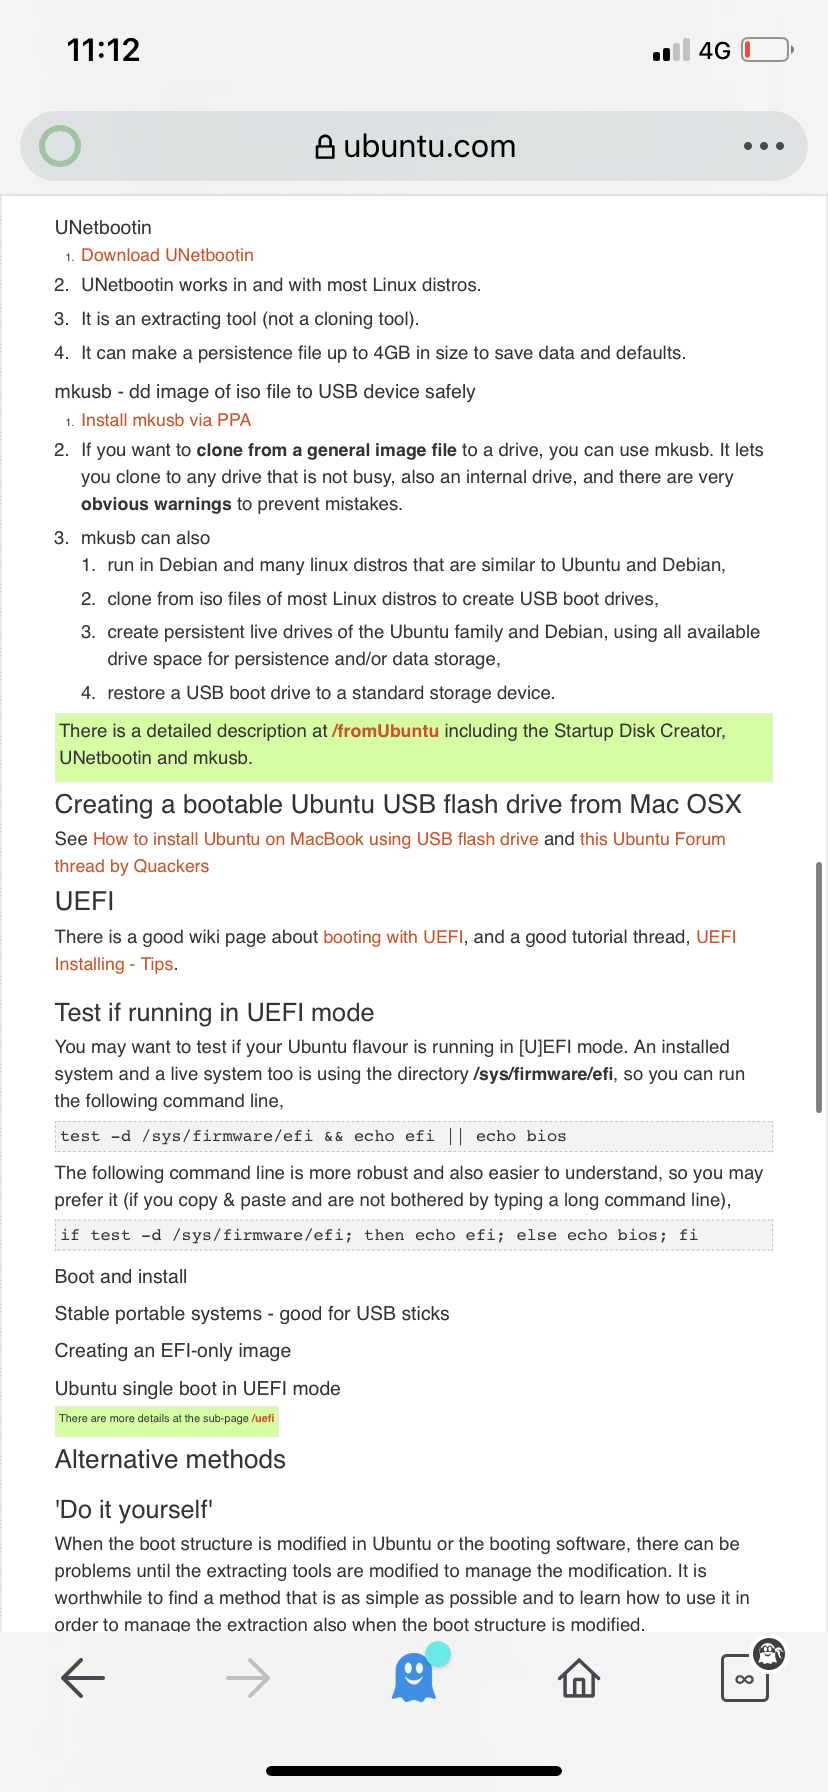 11:12
4G
ubuntu.com
UNetbootin
1. Download UNetbootin
2. UNetbootin works in and with most Linux distros.
3. It is an extracting tool (not a cloning tool).
4. It can make a persistence file up to 4GB in size to save data and defaults.
mkusb - dd image of iso file to USB device safely
1. Install mkusb via PPA
2. If you want to clone from a general image file to a drive, you can use mkusb. It lets
you clone to any drive that is not busy, also an internal drive, and there are very
obvious warnings to prevent mistakes.
3. mkusb can also
1. run in Debian and many linux distros that are similar to Ubuntu and Debian,
2. clone from iso files of most Linux distros to create USB boot drives,
3. create persistent live drives of the Ubuntu family and Debian, using all available
drive space for persistence and/or data storage,
4. restore a USB boot drive to a standard storage device.
There is a detailed description at /fromUbuntu including the Startup Disk Creator,
UNetbootin and mkusb.
Creating a bootable Ubuntu USB flash drive from Mac OSX
See How to install Ubuntu on MacBook using USB flash drive and this Ubuntu Forum
thread by Quackers
UEFI
There is a good wiki page about booting with UEFI, and a good tutorial thread, UEFI
Installing - Tips.
Test if running in UEFI mode
You may want to test if your Ubuntu flavour is running in [U]EFI mode. An installed
system and a live system too is using the directory /sys/firmware/efi, so you can run
the following command line,
test -d /sys/firmware/efi && echo efi || echo bios
The following command line is more robust and also easier to understand, so you may
prefer it (if you copy & paste and are not bothered by typing a long command line),
if test -d /sys/firmware/efi; then echo efi; else echo bios; fi
Boot and install
Stable portable systems - good for USB sticks
Creating an EFI-only image
Ubuntu single boot in UEFI mode
There are more details at the sub-page /uefi
Alternative methods
'Do it yourself'
When the boot structure is modified in Ubuntu or the booting software, there can be
problems until the extracting tools are modified to manage the modification. It is
worthwhile to find a method that is as simple as possible and to learn how to use it in
order to manage the extraction also when the boot structure is modified.
∞